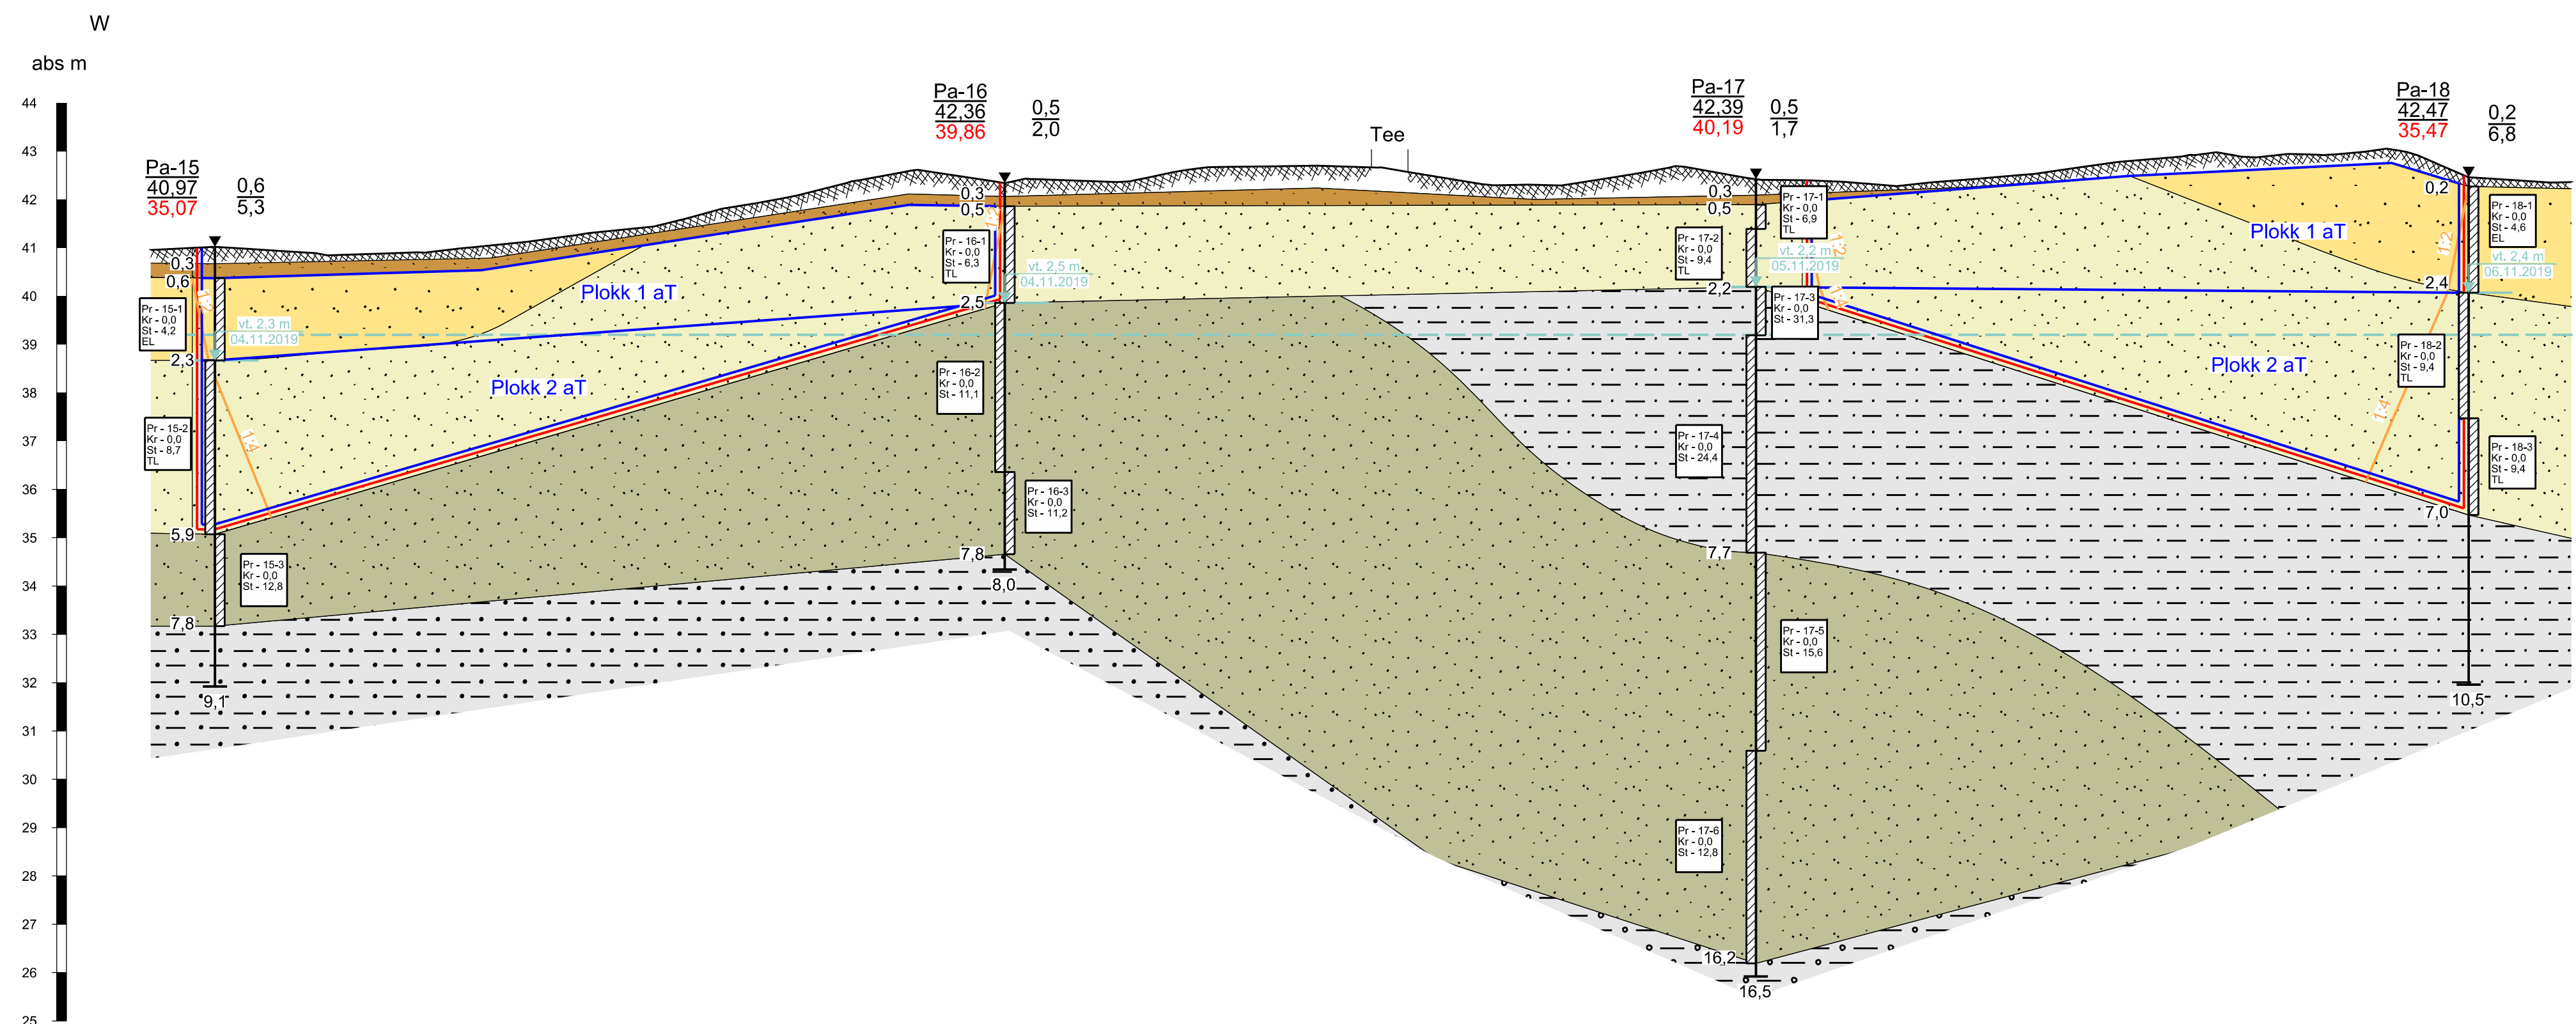 W
abs m
44
43
42
41
40
39
38
37
36
35
34
33
32
31
30
29
28
27
26
25
Pa-15
40,97
35,07
0,6
5,3
0,3
0,6
2,3
5,9
7,8
9,1
Pr - 15-1
Kr - 0,0
St - 4,2
EL
Pr - 15-2
Kr - 0,0
St - 8,7
TL
Pr - 15-3
Kr - 0,0
St - 12,8
1:2
1:4
vt. 2,3 m
04.11.2019
Plokk 1 aT
Plokk 2 aT
Pa-16
42,36
39,86
0,5
2,0
0,3
0,5
2,5
7,8
8,0
Pr - 16-1
Kr - 0,0
St - 6,3
TL
Pr - 16-2
Kr - 0,0
St - 11,1
Pr - 16-3
Kr - 0,0
St - 11,2
1:2
vt. 2,5 m
04.11.2019
Tee
Pa-17
42,39
40,19
0,5
1,7
0,3
0,5
2,2
7,7
16,2
16,5
Pr - 17-1
Kr - 0,0
St - 6,9
TL
Pr - 17-2
Kr - 0,0
St - 9,4
TL
Pr - 17-3
Kr - 0,0
St - 31,3
Pr - 17-4
Kr - 0,0
St - 24,4
Pr - 17-5
Kr - 0,0
St - 15,6
Pr - 17-6
Kr - 0,0
St - 12,8
1:2
1:4
vt. 2,2 m
05.11.2019
Plokk 1 aT
Plokk 2 aT
Pa-18
42,47
35,47
0,2
6,8
0,2
2,4
7,0
10,5
Pr - 18-1
Kr - 0,0
St - 4,6
EL
Pr - 18-2
Kr - 0,0
St - 9,4
TL
Pr - 18-3
Kr - 0,0
St - 9,4
TL
1:2
1:4
vt. 2,4 m
06.11.2019